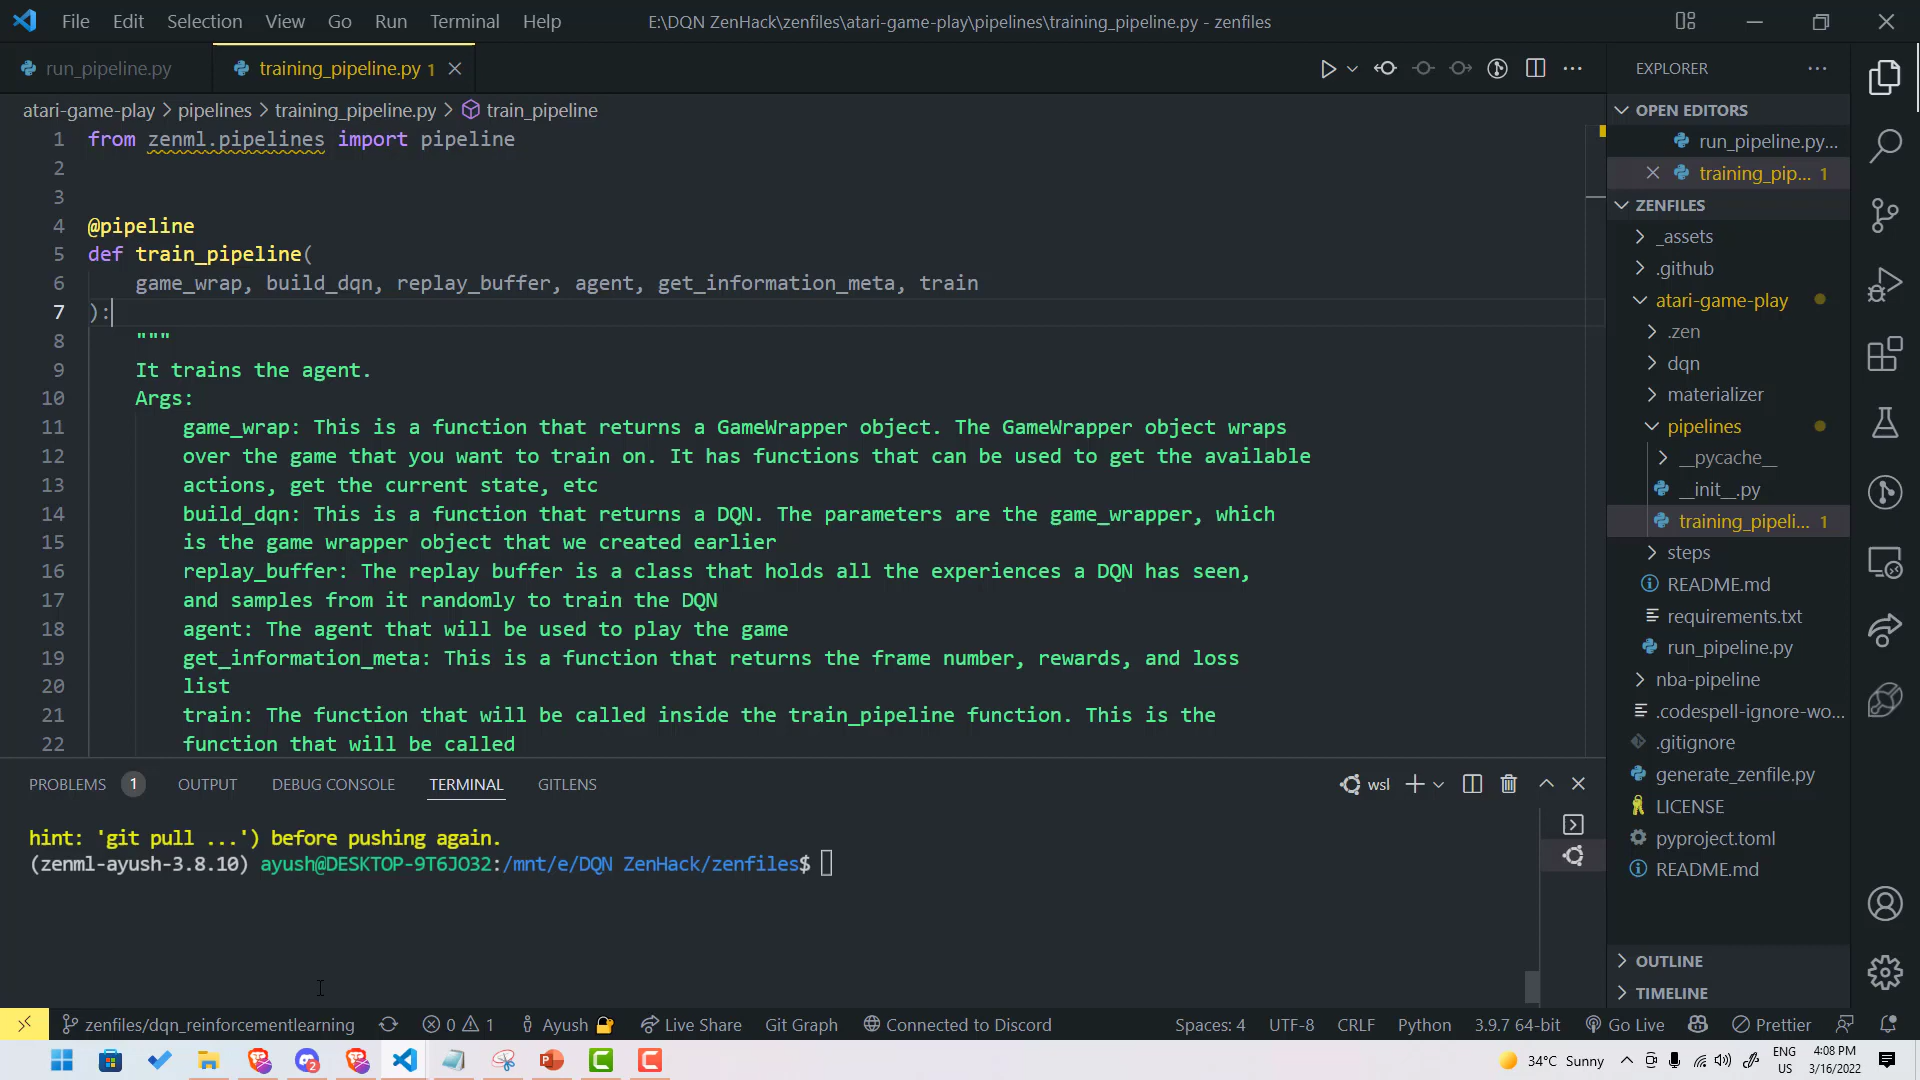 File Edit Selection View Go Run Terminal Help E:\DQN ZenHack\zenfiles\atari-game-play\pipelines\training_pipeline.py - zenfiles
run_pipeline.py training_pipeline.py 1
atari-game-play > pipelines > training_pipeline.py > train_pipeline
1 from zenml.pipelines import pipeline
2
3
4 @pipeline
5 def train_pipeline(
6 game_wrap, build_dqn, replay_buffer, agent, get_information_meta, train
7 ):
8 """
9 It trains the agent.
10 Args:
11 game_wrap: This is a function that returns a GameWrapper object. The GameWrapper object wraps
12 over the game that you want to train on. It has functions that can be used to get the available
13 actions, get the current state, etc
14 build_dqn: This is a function that returns a DQN. The parameters are the game_wrapper, which
15 is the game wrapper object that we created earlier
16 replay_buffer: The replay buffer is a class that holds all the experiences a DQN has seen,
17 and samples from it randomly to train the DQN
18 agent: The agent that will be used to play the game
19 get_information_meta: This is a function that returns the frame number, rewards, and loss
20 list
21 train: The function that will be called inside the train_pipeline function. This is the
22 function that will be called
PROBLEMS 1 OUTPUT DEBUG CONSOLE TERMINAL GITLENS
wsl
hint: 'git pull ...') before pushing again.
(zenml-ayush-3.8.10) ayush@DESKTOP-9T6JO32:/mnt/e/DQN ZenHack/zenfiles$
EXPLORER
OPEN EDITORS
run_pipeline.py...
training_pip... 1
ZENFILES
_assets
.github
atari-game-play
.zen
dqn
materializer
pipelines
__pycache__
__init__.py
training_pipeli... 1
steps
README.md
requirements.txt
run_pipeline.py
nba-pipeline
.codespell-ignore-wo...
.gitignore
generate_zenfile.py
LICENSE
pyproject.toml
README.md
OUTLINE
TIMELINE
zenfiles/dqn_reinforcementlearning 0 1 Ayush Live Share Git Graph Connected to Discord Spaces: 4 UTF-8 CRLF Python 3.9.7 64-bit Go Live Prettier
2 34°C Sunny ENG US 4:08 PM 3/16/2022